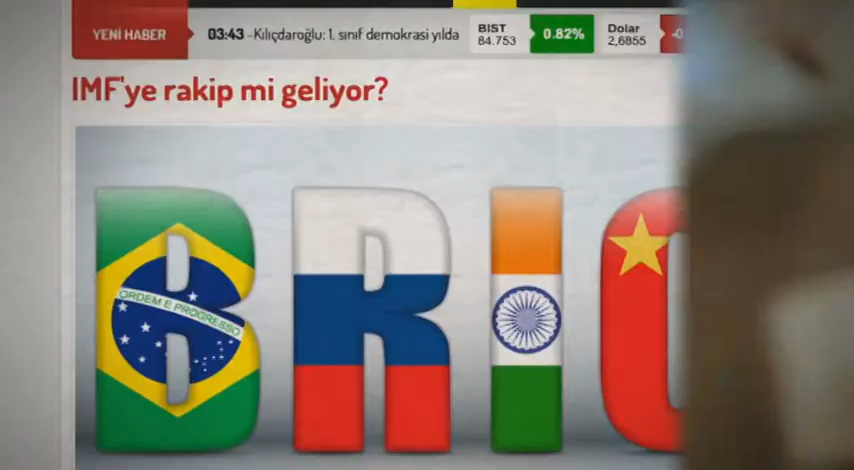 YENİ HABER
03:43 -Kılıçdaroğlu: 1. sınıf demokrasi yılda
BIST
84.753
0.82%
Dolar
2,6855
-0
IMF'ye rakip mi geliyor?
BRIC
ORDEM E PROGRESSO